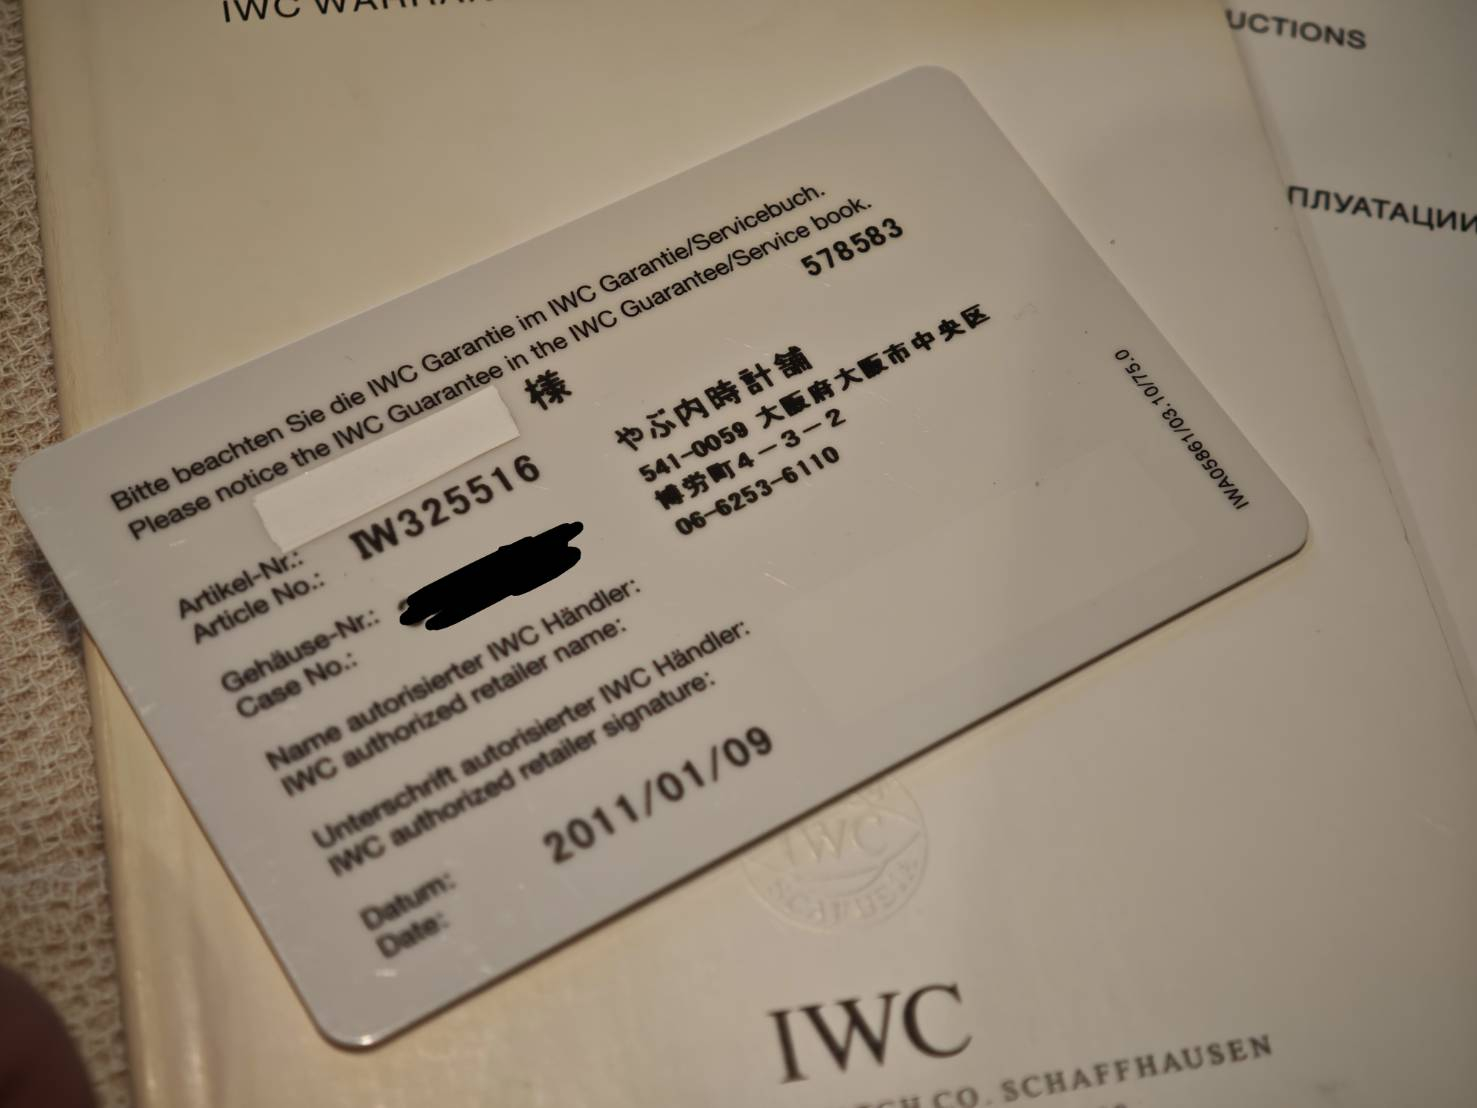 IWC
UCTIONS
ПЛУАТАЦИИ
Bitte beachten Sie die IWC Garantie im IWC Garantie/Servicebuch.
Please notice the IWC Guarantee in the IWC Guarantee/Service book.
578583
様
Artikel-Nr.:
Article No.:
IW325516
Gehäuse-Nr.:
Case No.:
やぶ内時計舗
541-0059 大阪府大阪市中央区
博労町4-3-2
06-6253-6110
Name autorisierter IWC Händler:
IWC authorized retailer name:
Unterschrift autorisierter IWC Händler:
IWC authorized retailer signature:
Datum:
Date:
2011/01/09
IWA05861/03.10/75.0
IWC
IWC
CO. SCHAFFHAUSEN